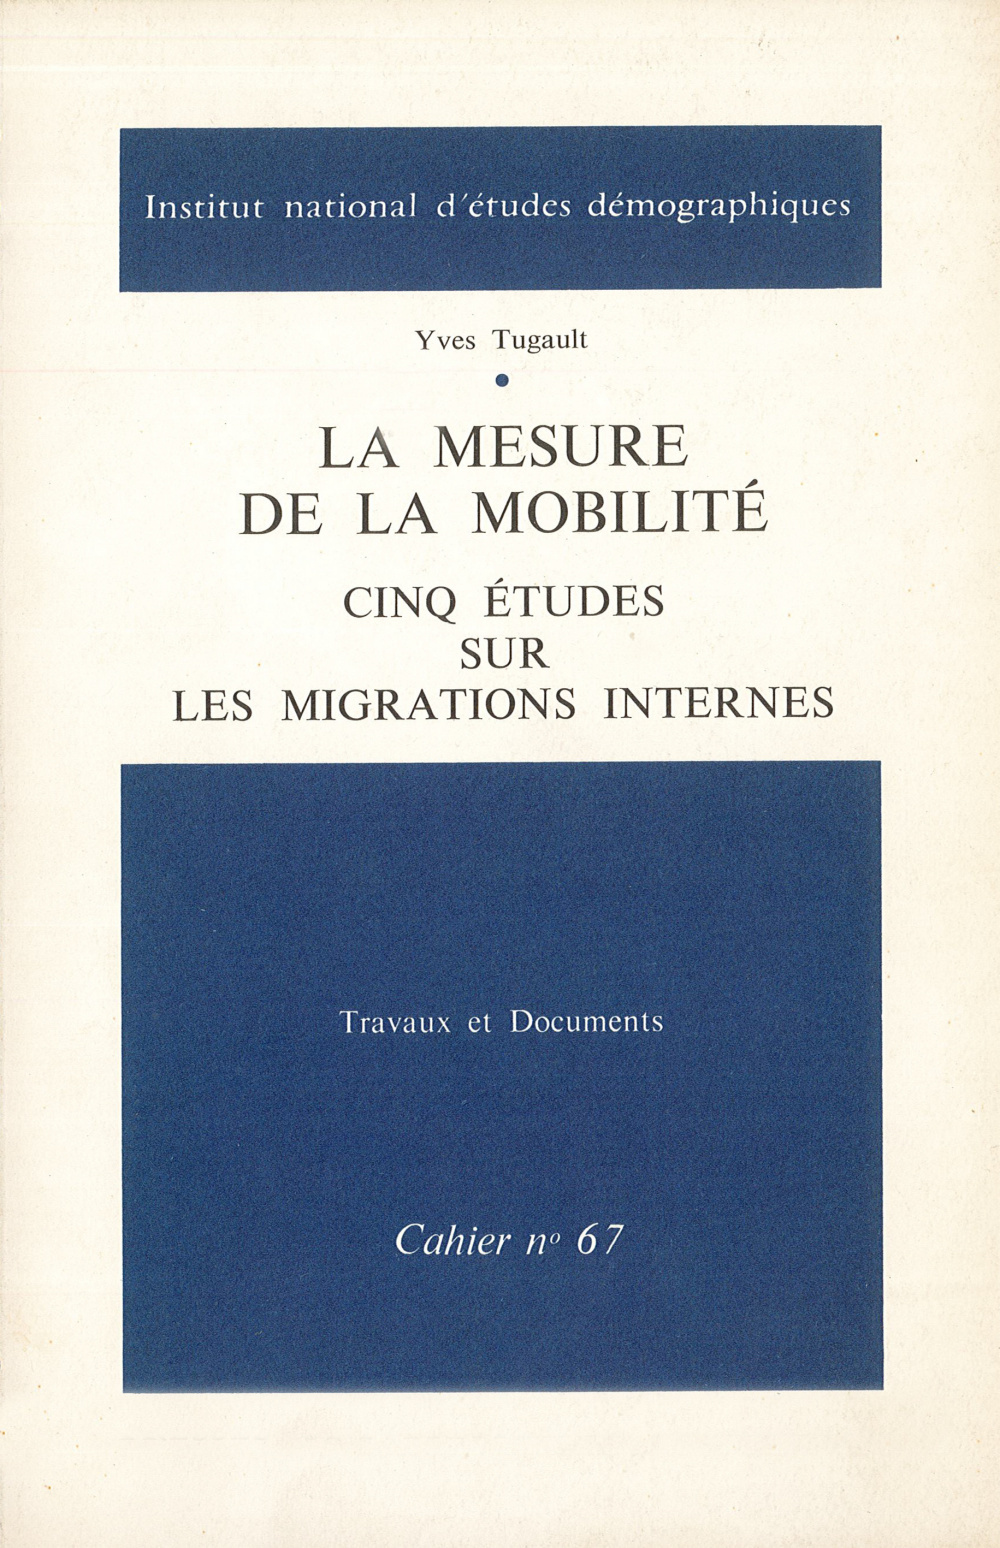 Institut national d'études démographiques
Yves Tugault
LA MESURE
DE LA MOBILITÉ
CINQ ÉTUDES
SUR
LES MIGRATIONS INTERNES
Travaux et Documents
Cahier nº 67